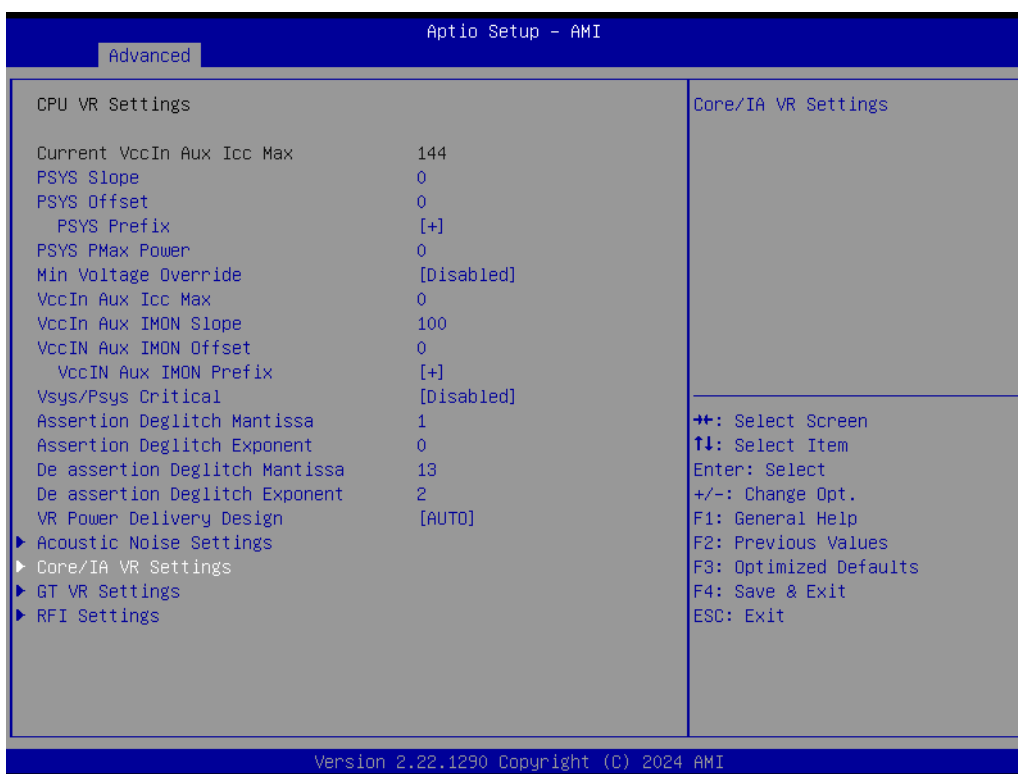 Aptio Setup – AMI
Advanced
CPU VR Settings
Current VccIn Aux Icc Max 144
PSYS Slope 0
PSYS Offset 0
PSYS Prefix [+]
PSYS PMax Power 0
Min Voltage Override [Disabled]
VccIn Aux Icc Max 0
VccIn Aux IMON Slope 100
VccIN Aux IMON Offset 0
VccIN Aux IMON Prefix [+]
Vsys/Psys Critical [Disabled]
Assertion Deglitch Mantissa 1
Assertion Deglitch Exponent 0
De assertion Deglitch Mantissa 13
De assertion Deglitch Exponent 2
VR Power Delivery Design [AUTO]
Acoustic Noise Settings
Core/IA VR Settings
GT VR Settings
RFI Settings
Core/IA VR Settings
→←: Select Screen
↑↓: Select Item
Enter: Select
+/-: Change Opt.
F1: General Help
F2: Previous Values
F3: Optimized Defaults
F4: Save & Exit
ESC: Exit
Version 2.22.1290 Copyright (C) 2024 AMI